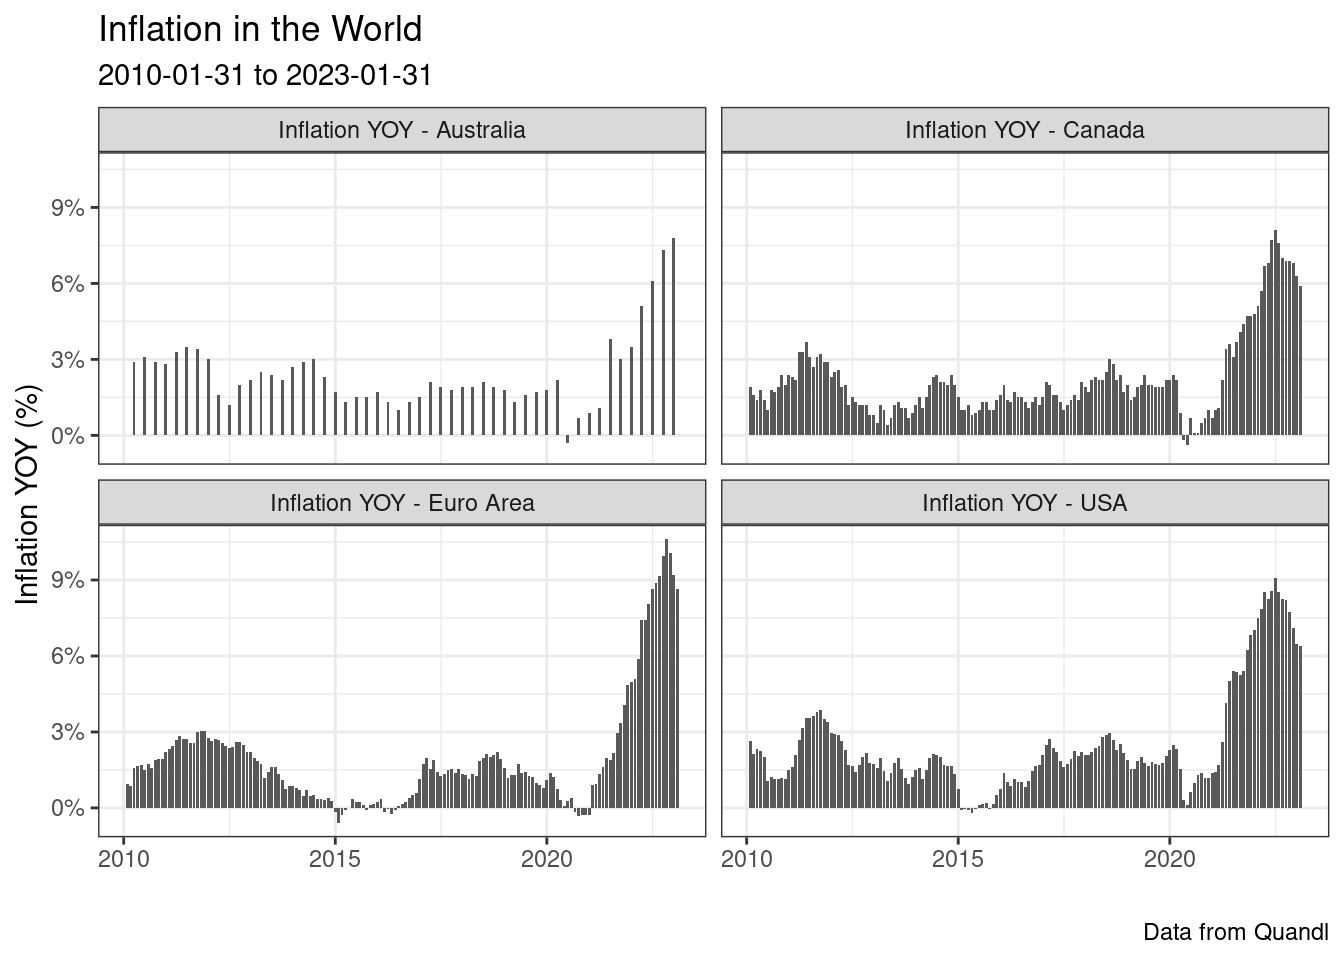 Inflation in the World
2010-01-31 to 2023-01-31
Inflation YOY - Australia
Inflation YOY - Canada
9%
6%
3%
0%
Inflation YOY (%)
Inflation YOY - Euro Area
Inflation YOY - USA
9%
6%
3%
0%
2010 2015 2020 2010 2015 2020
Data from Quandl